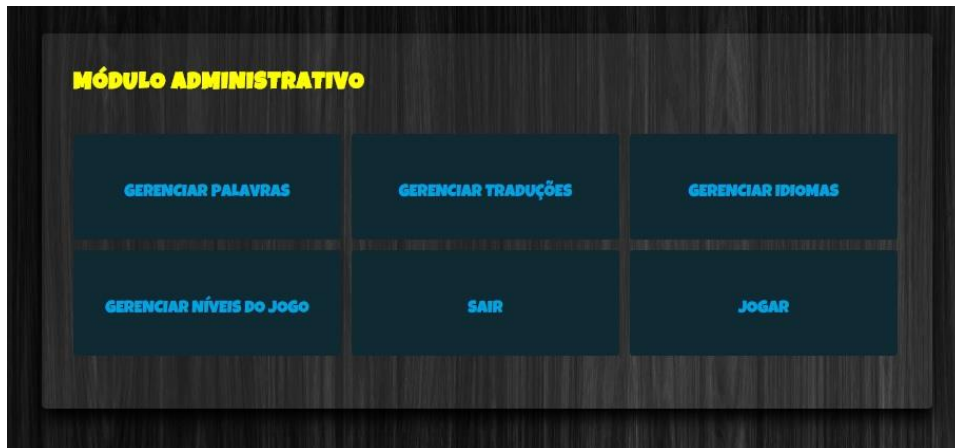 MÓDULO ADMINISTRATIVO
GERENCIAR PALAVRAS
GERENCIAR TRADUÇÕES
GERENCIAR IDIOMAS
GERENCIAR NÍVEIS DO JOGO
SAIR
JOGAR